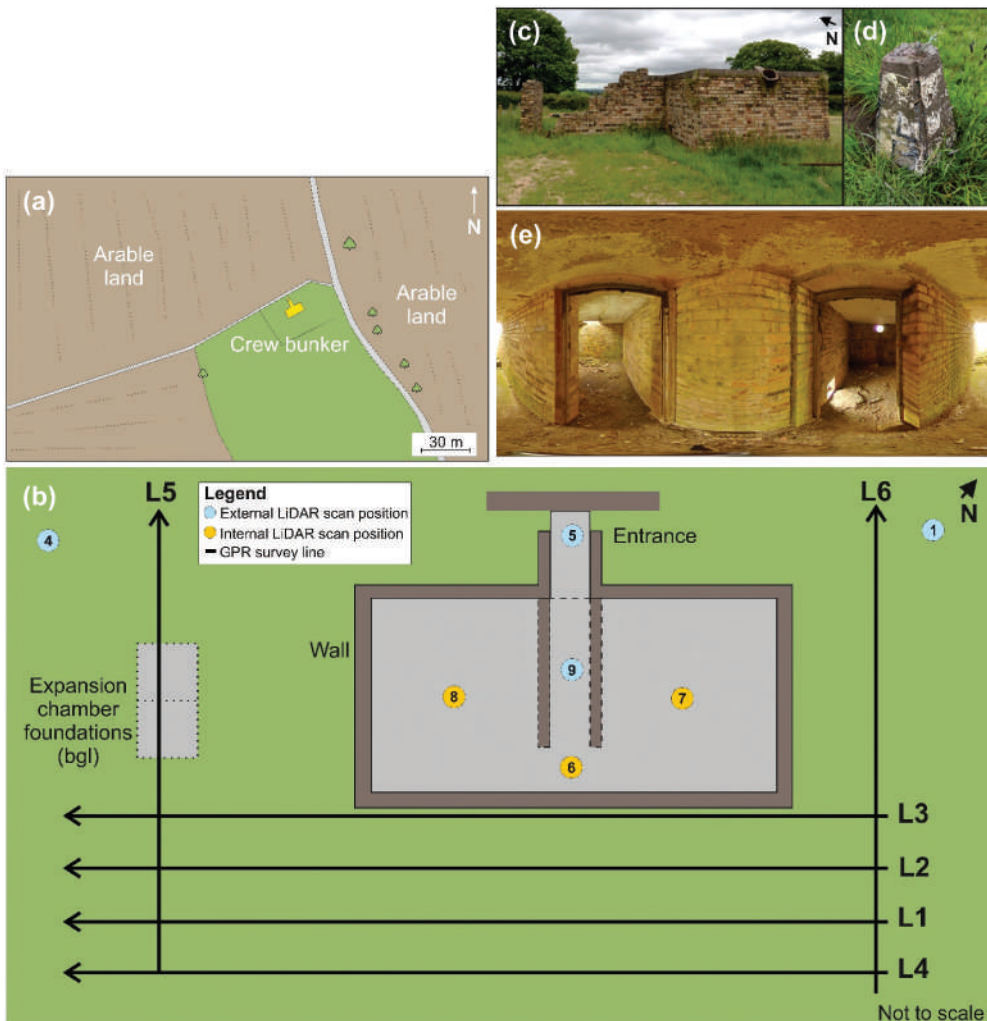 (c)
N
(d)
(a)
N
Arable
land
Arable
land
Crew bunker
30 m
(e)
(b)
L5
Legend
External LiDAR scan position
Internal LiDAR scan position
GPR survey line
L6
N
4
5
Entrance
1
Wall
9
8
7
Expansion
chamber
foundations
(bgl)
6
L3
L2
L1
L4
Not to scale